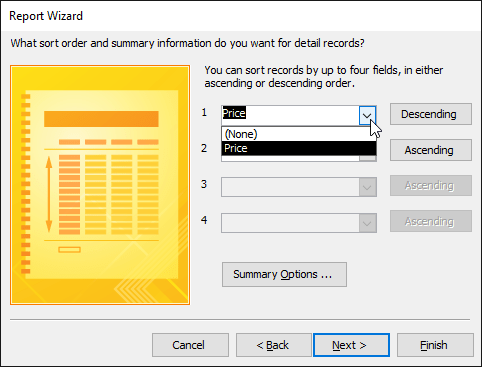 Report Wizard
What sort order and summary information do you want for detail records?
You can sort records by up to four fields, in either
ascending or descending order.
1 Price Descending
(None)
Price
2 Ascending
3 Ascending
4 Ascending
Summary Options ...
Cancel < Back Next > Finish